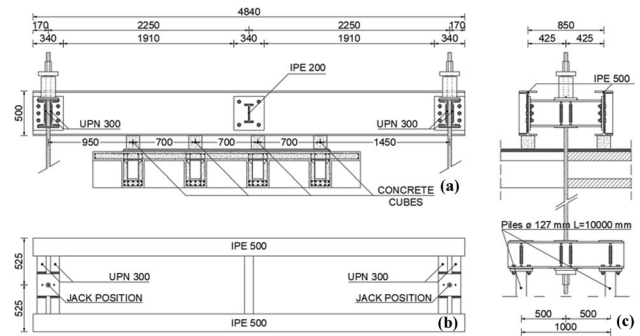 4840
170 2250 2250 170
340 1910 340 1910 340
IPE 200
500
UPN 300
UPN 300
950 700 700 700 1450
CONCRETE
CUBES
(a)
IPE 500
525
525
UPN 300
UPN 300
JACK POSITION
JACK POSITION
IPE 500
(b)
850
425 425
IPE 500
Piles ø 127 mm L=10000 mm
500 500
1000
(c)